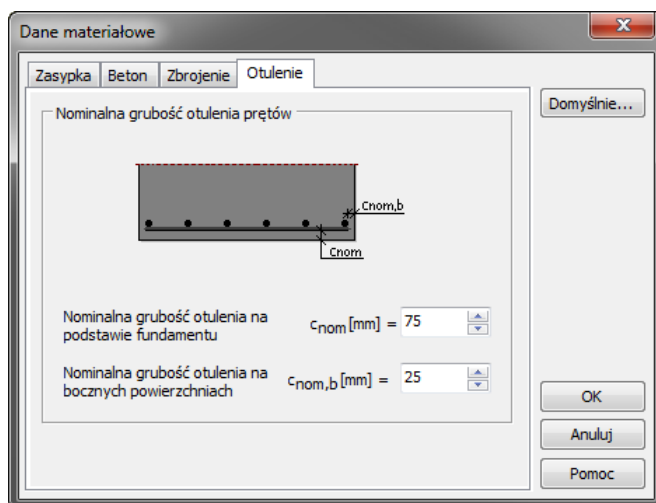 Dane materiałowe
Zasypka Beton Zbrojenie Otulenie
Domyślnie...
Nominalna grubość otulenia prętów
cnom,b
cnom
Nominalna grubość otulenia na
podstawie fundamentu
cnom[mm] = 75
Nominalna grubość otulenia na
bocznych powierzchniach
cnom,b[mm] = 25
OK
Anuluj
Pomoc